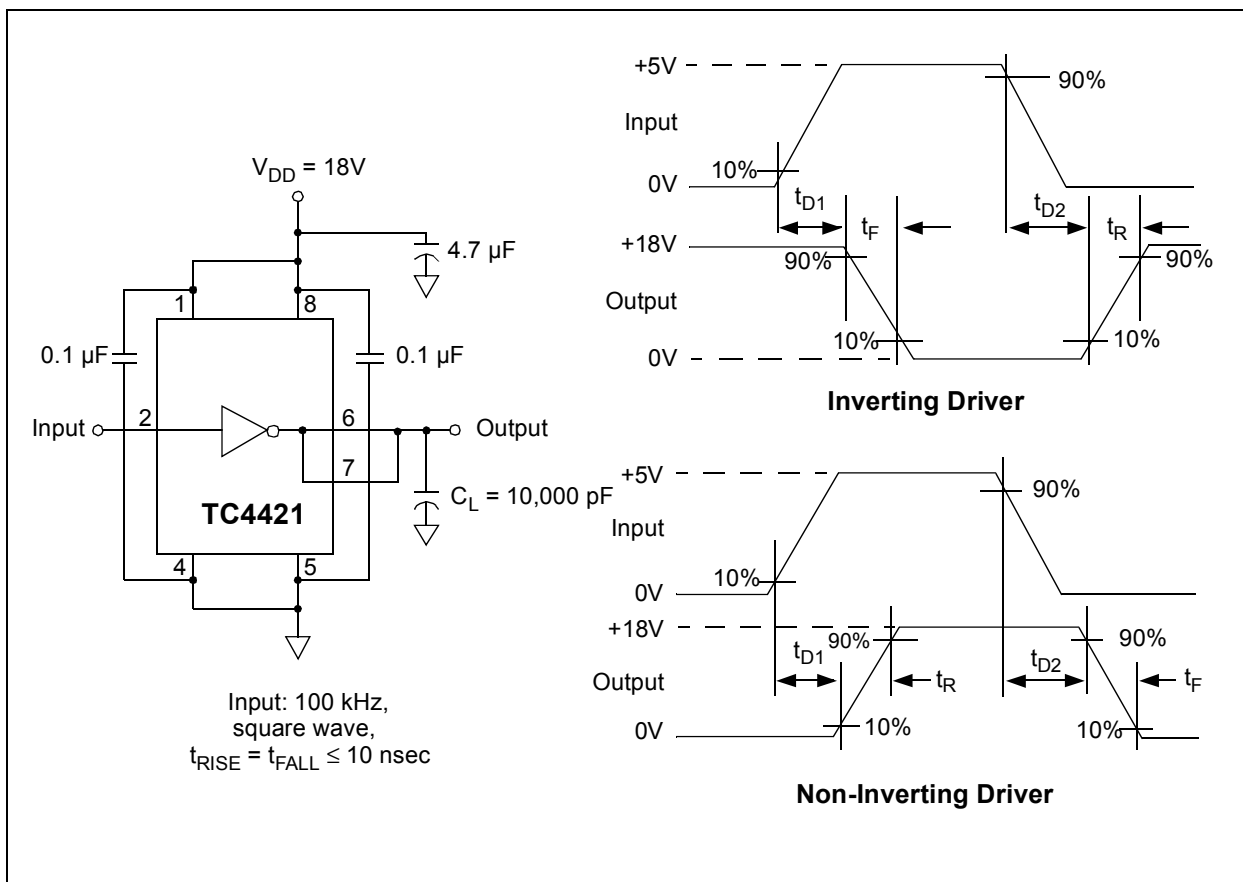 V_DD = 18V
4.7 µF
1
8
0.1 µF
0.1 µF
Input
2
6
Output
7
C_L = 10,000 pF
TC4421
4
5
Input: 100 kHz,
square wave,
t_RISE = t_FALL ≤ 10 nsec
+5V
90%
Input
10%
0V
t_D1
t_F
t_D2
t_R
+18V
90%
90%
Output
10%
10%
0V
Inverting Driver
+5V
90%
Input
10%
0V
+18V
90%
90%
t_D1
t_R
t_D2
t_F
Output
10%
10%
0V
Non-Inverting Driver